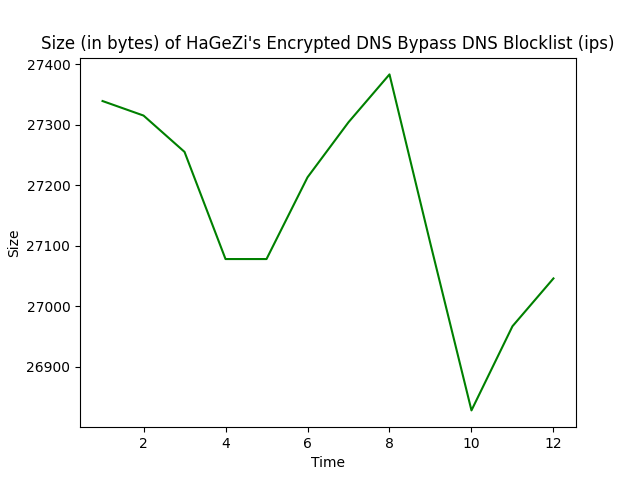 Size (in bytes) of HaGeZi's Encrypted DNS Bypass DNS Blocklist (ips)
27400
27300
27200
27100
27000
26900
Size
2 4 6 8 10 12
Time